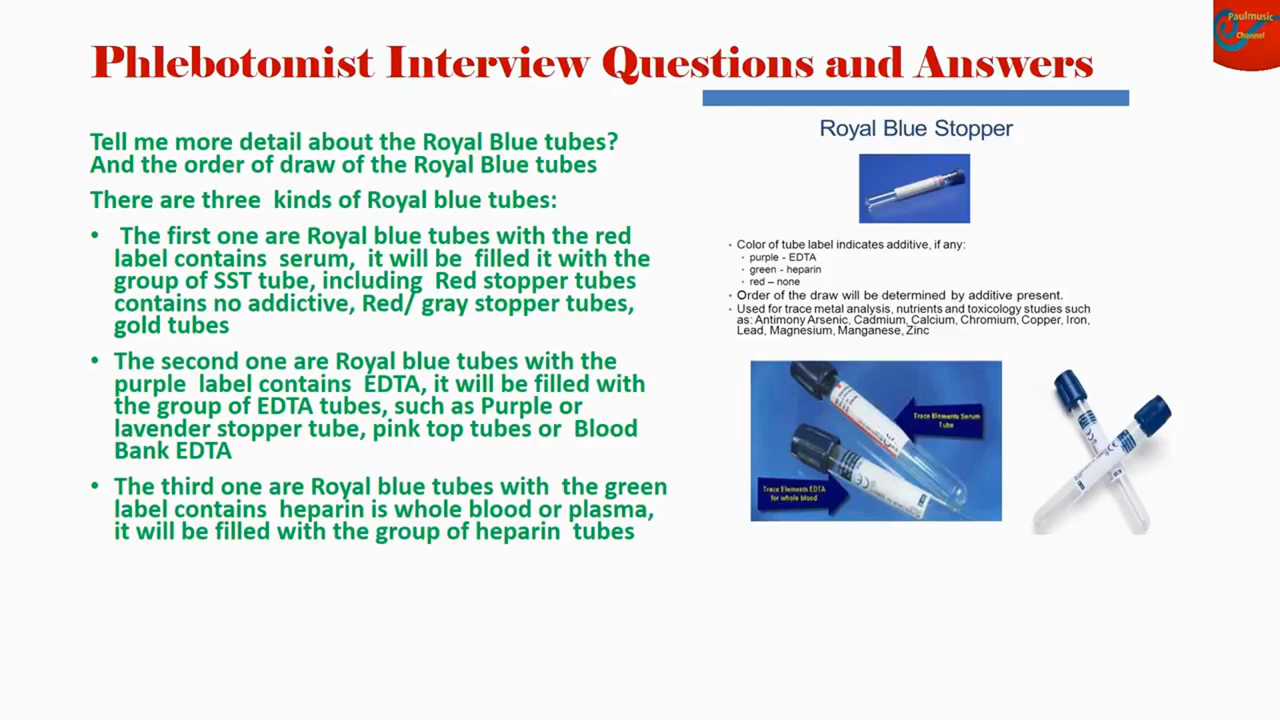 Paulmusic
Channel
Phlebotomist Interview Questions and Answers
Tell me more detail about the Royal Blue tubes?
And the order of draw of the Royal Blue tubes
There are three kinds of Royal blue tubes:
• The first one are Royal blue tubes with the red
label contains serum, it will be filled it with the
group of SST tube, including Red stopper tubes
contains no addictive, Red/ gray stopper tubes,
gold tubes
• The second one are Royal blue tubes with the
purple label contains EDTA, it will be filled with
the group of EDTA tubes, such as Purple or
lavender stopper tube, pink top tubes or Blood
Bank EDTA
• The third one are Royal blue tubes with the green
label contains heparin is whole blood or plasma,
it will be filled with the group of heparin tubes
Royal Blue Stopper
• Color of tube label indicates additive, if any:
• purple - EDTA
• green - heparin
• red – none
• Order of the draw will be determined by additive present.
• Used for trace metal analysis, nutrients and toxicology studies such
as: Antimony Arsenic, Cadmium, Calcium, Chromium, Copper, Iron,
Lead, Magnesium, Manganese, Zinc
Trace Elements Serum
Tube
Trace Elements EDTA
for whole blood